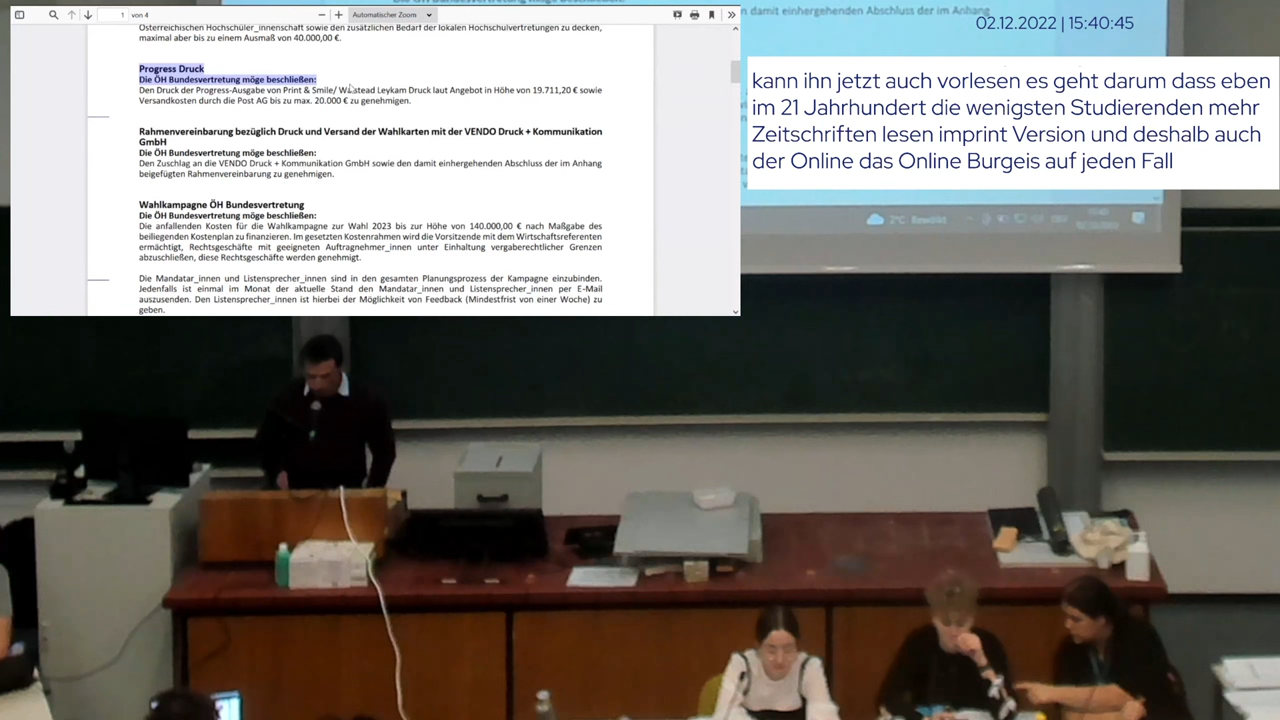 1 von 4
Automatischer Zoom
Österreichischen Hochschüler_innenschaft sowie den zusätzlichen Bedarf der lokalen Hochschulvertretungen zu decken,
maximal aber bis zu einem Ausmaß von 40.000,00 €.
Progress Druck
Die ÖH Bundesvertretung möge beschließen:
Den Druck der Progress-Ausgabe von Print & Smile/ Walstead Leykam Druck laut Angebot in Höhe von 19.711,20 € sowie
Versandkosten durch die Post AG bis zu max. 20.000 € zu genehmigen.
Rahmenvereinbarung bezüglich Druck und Versand der Wahlkarten mit der VENDO Druck + Kommunikation
GmbH
Die ÖH Bundesvertretung möge beschließen:
Den Zuschlag an die VENDO Druck + Kommunikation GmbH sowie den damit einhergehenden Abschluss der im Anhang
beigefügten Rahmenvereinbarung zu genehmigen.
Wahlkampagne ÖH Bundesvertretung
Die ÖH Bundesvertretung möge beschließen:
Die anfallenden Kosten für die Wahlkampagne zur Wahl 2023 bis zur Höhe von 140.000,00 € nach Maßgabe des
beiliegenden Kostenplan zu finanzieren. Im gesetzten Kostenrahmen wird die Vorsitzende mit dem Wirtschaftsreferenten
ermächtigt, Rechtsgeschäfte mit geeigneten Auftragnehmer_innen unter Einhaltung vergaberechtlicher Grenzen
abzuschließen, diese Rechtsgeschäfte werden genehmigt.
Die Mandatar_innen und Listensprecher_innen sind in den gesamten Planungsprozess der Kampagne einzubinden.
Jedenfalls ist einmal im Monat der aktuelle Stand den Mandatar_innen und Listensprecher_innen per E-Mail
auszusenden. Den Listensprecher_innen ist hierbei der Möglichkeit von Feedback (Mindestfrist von einer Woche) zu
geben.
damit einhergehenden Abschluss der im Anhang
02.12.2022 | 15:40:45
kann ihn jetzt auch vorlesen es geht darum dass eben
im 21 Jahrhundert die wenigsten Studierenden mehr
Zeitschriften lesen imprint Version und deshalb auch
der Online das Online Burgeis auf jeden Fall
2°C Bewölkt